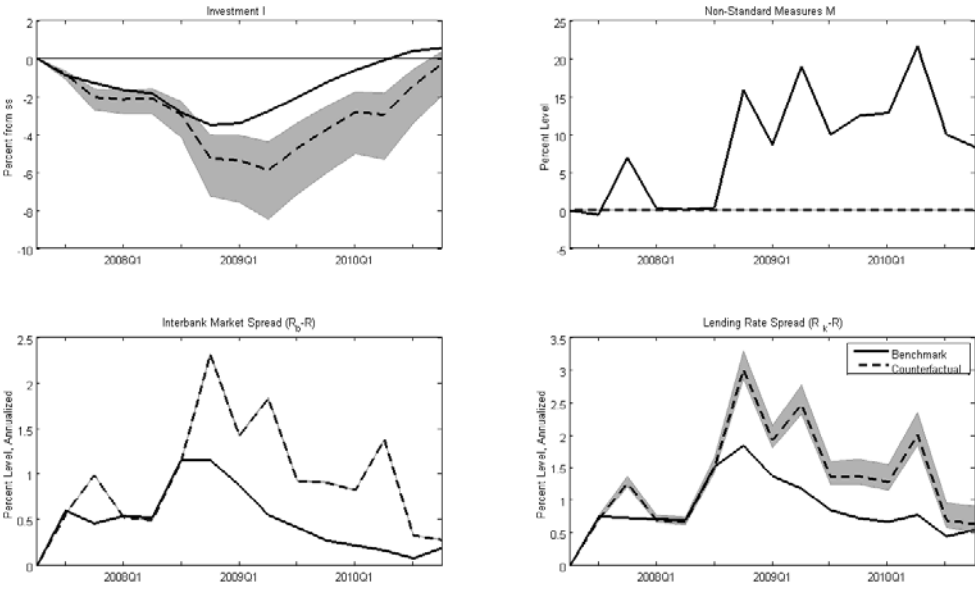 Investment I
Percent from ss
2
0
-2
-4
-6
-8
-10
2008Q1
2009Q1
2010Q1
Non-Standard Measures M
Percent Level
25
20
15
10
5
0
-5
2008Q1
2009Q1
2010Q1
Interbank Market Spread (R_b-R)
Percent Level, Annualized
2.5
2
1.5
1
0.5
0
2008Q1
2009Q1
2010Q1
Lending Rate Spread (R_k-R)
Percent Level, Annualized
3.5
3
2.5
2
1.5
1
0.5
0
Benchmark
Counterfactual
2008Q1
2009Q1
2010Q1